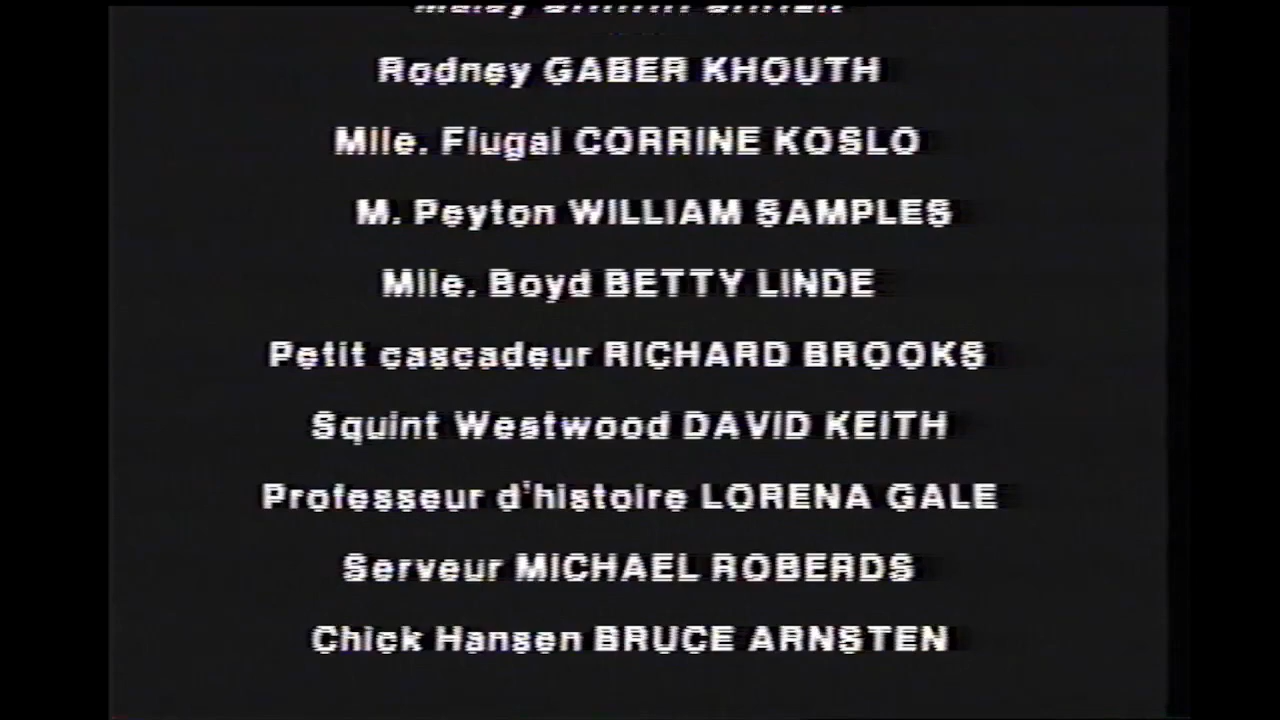 Rodney GABER KHOUTH
Mlle. Flugal CORRINE KOSLO
M. Peyton WILLIAM SAMPLES
Mlle. Boyd BETTY LINDE
Petit cascadeur RICHARD BROOKS
Squint Westwood DAVID KEITH
Professeur d'histoire LORENA GALE
Serveur MICHAEL ROBERDS
Chick Hansen BRUCE ARNSTEN